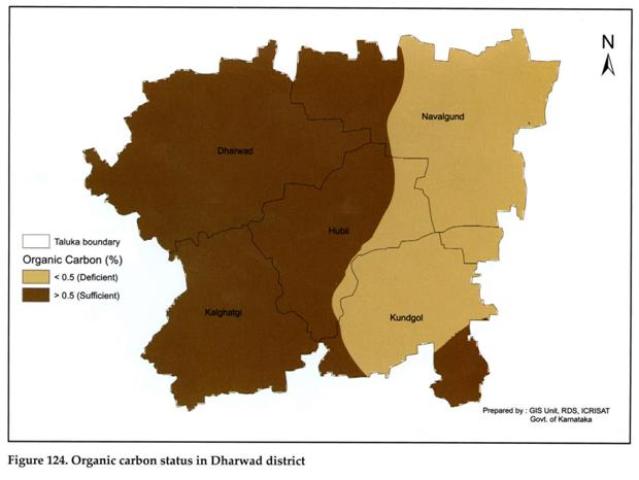 N
Navalgund
Dharwad
Hubli
Taluka boundary
Organic Carbon (%)
< 0.5 (Deficient)
> 0.5 (Sufficient)
Kalghatgi
Kundgol
Prepared by : GIS Unit, RDS, ICRISAT
Govt. of Karnataka
Figure 124. Organic carbon status in Dharwad district